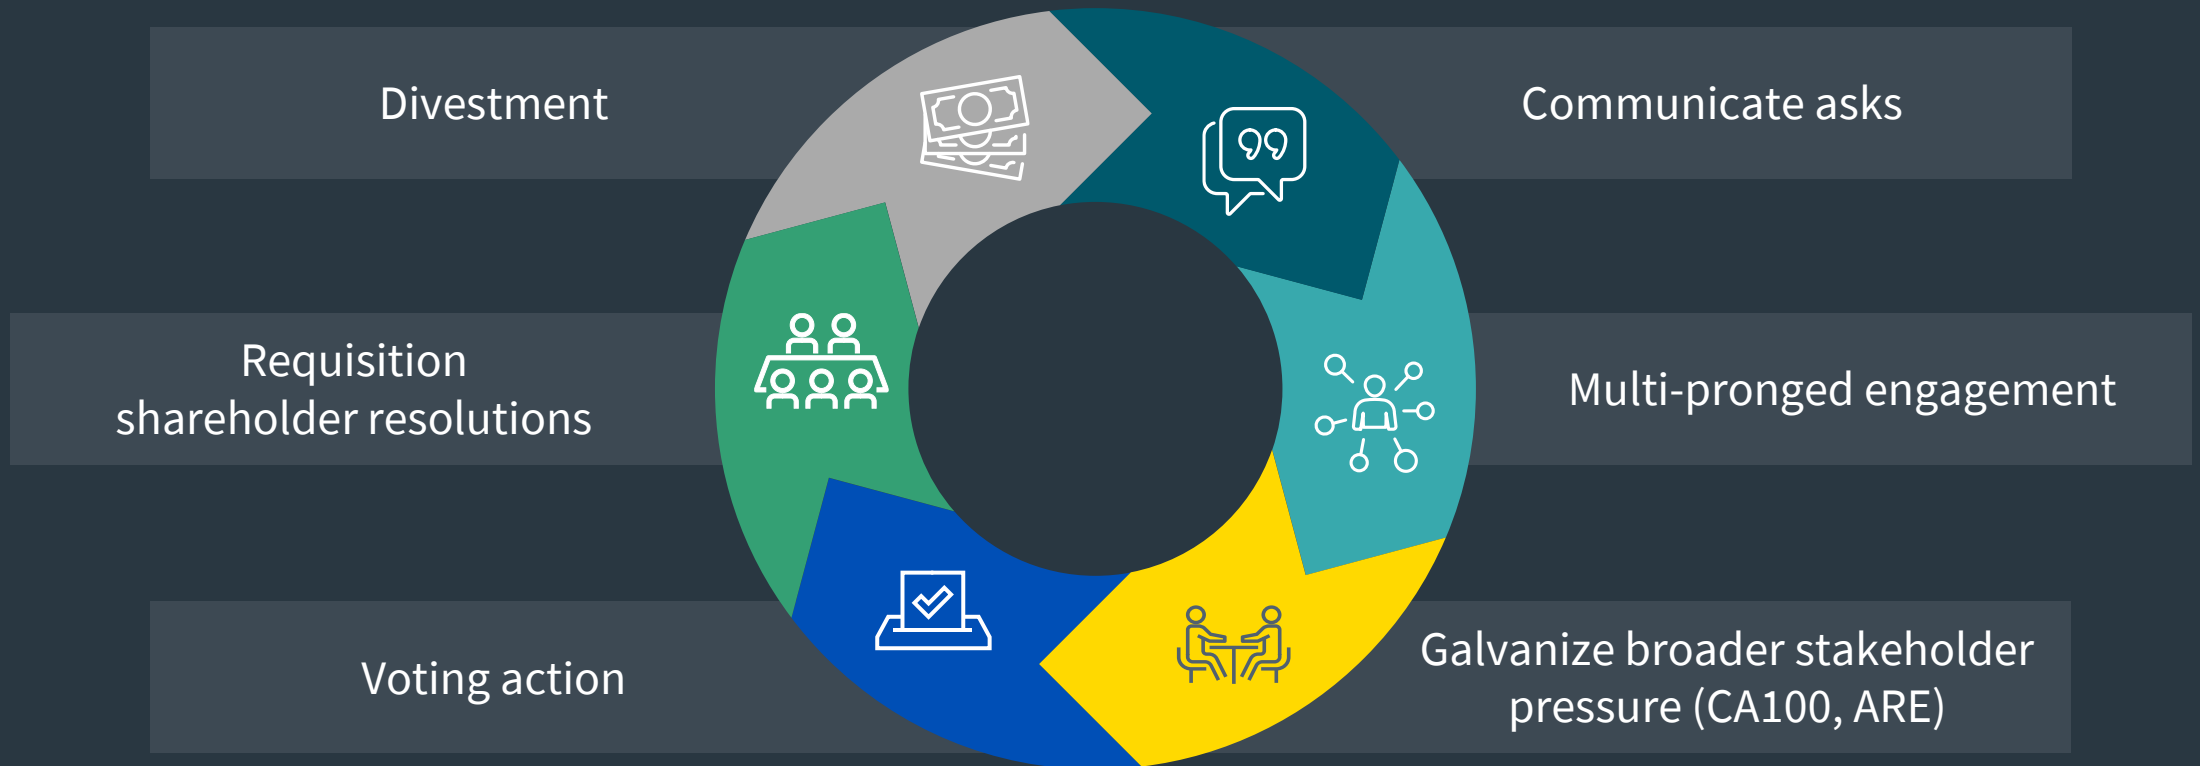 Divestment
Communicate asks
Requisition
shareholder resolutions
Multi-pronged engagement
Voting action
Galvanize broader stakeholder
pressure (CA100, ARE)